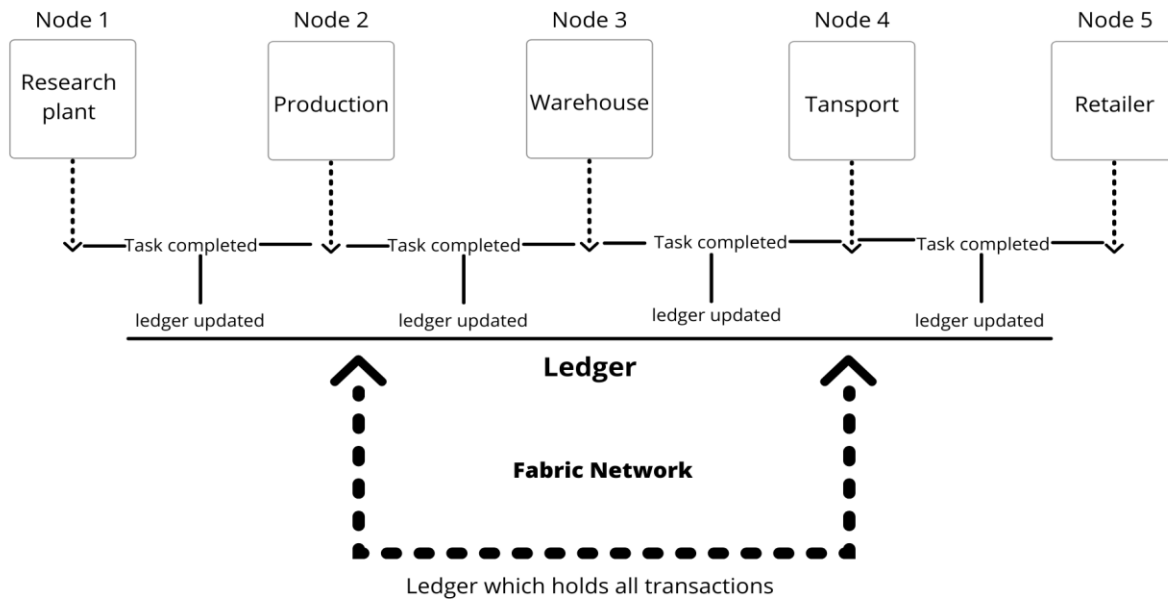 Node 1
Node 2
Node 3
Node 4
Node 5
Research
plant
Production
Warehouse
Tansport
Retailer
Task completed
Task completed
Task completed
Task completed
ledger updated
ledger updated
ledger updated
ledger updated
Ledger
Fabric Network
Ledger which holds all transactions